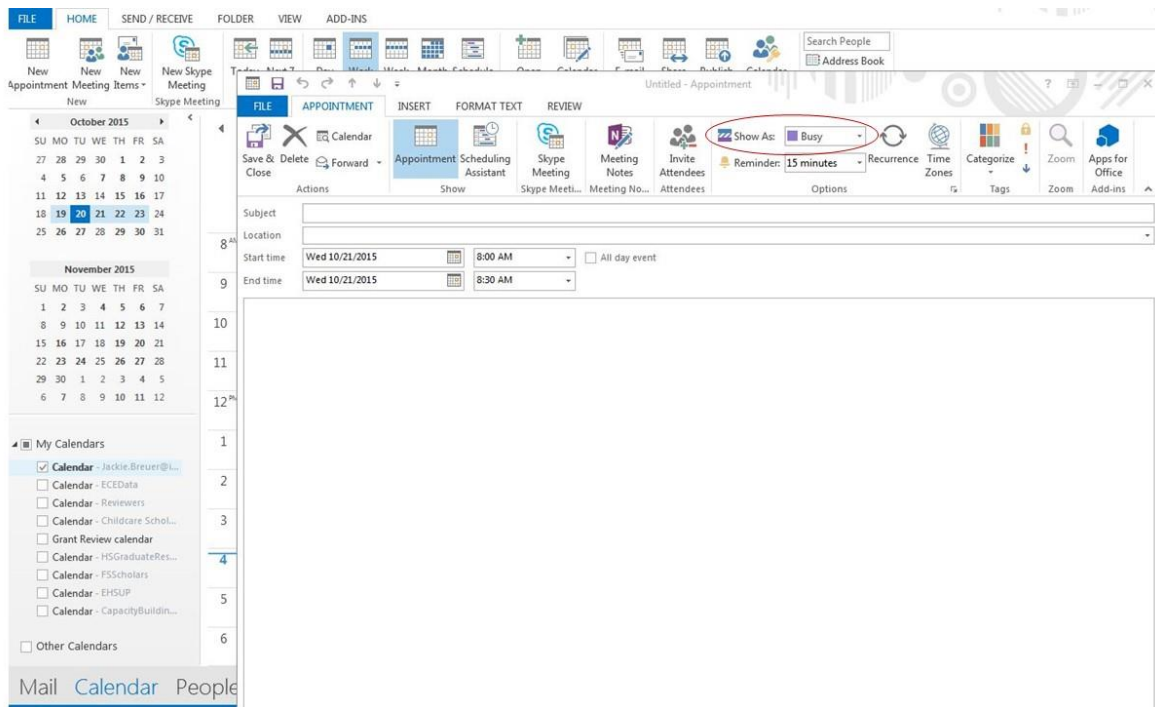 FILE HOME SEND / RECEIVE FOLDER VIEW ADD-INS
New Appointment
New Meeting
New Items
New Skype Meeting
Search People
Address Book
New
Skype Meeting
Untitled - Appointment
FILE APPOINTMENT INSERT FORMAT TEXT REVIEW
Save & Close
Delete
Calendar
Forward
Appointment
Scheduling Assistant
Skype Meeting
Meeting Notes
Invite Attendees
Show As: Busy
Reminder: 15 minutes
Recurrence
Time Zones
Categorize
Zoom
Apps for Office
Actions Show Skype Meeti... Meeting No... Attendees Options Tags Zoom Add-ins
Subject
Location
Start time Wed 10/21/2015 8:00 AM All day event
End time Wed 10/21/2015 8:30 AM
October 2015
SU MO TU WE TH FR SA
27 28 29 30 1 2 3
4 5 6 7 8 9 10
11 12 13 14 15 16 17
18 19 20 21 22 23 24
25 26 27 28 29 30 31
November 2015
SU MO TU WE TH FR SA
1 2 3 4 5 6 7
8 9 10 11 12 13 14
15 16 17 18 19 20 21
22 23 24 25 26 27 28
29 30 1 2 3 4 5
6 7 8 9 10 11 12
8 AM
9
10
11
12 PM
1
2
3
4
5
6
My Calendars
Calendar - Jackie.Breuer@i...
Calendar - ECEData
Calendar - Reviewers
Calendar - Childcare Schol...
Grant Review calendar
Calendar - HSGraduateRes...
Calendar - FSScholars
Calendar - EHSUP
Calendar - CapacityBuildin...
Other Calendars
Mail Calendar People